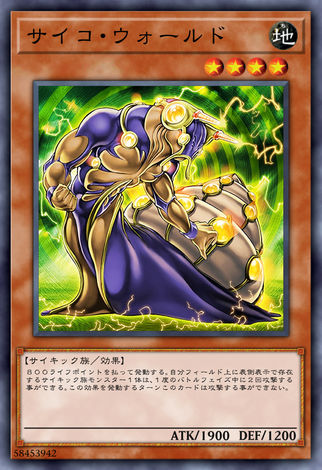 サイコ・ウォールド
地
【サイキック族/効果】
８００ライフポイントを払って発動する。自分フィールド上に表側表示で存在
するサイキック族モンスター１体は、１度のバトルフェイズ中に２回攻撃する
事ができる。この効果を発動するターンこのカードは攻撃する事ができない。
ATK/1900 DEF/1200
58453942